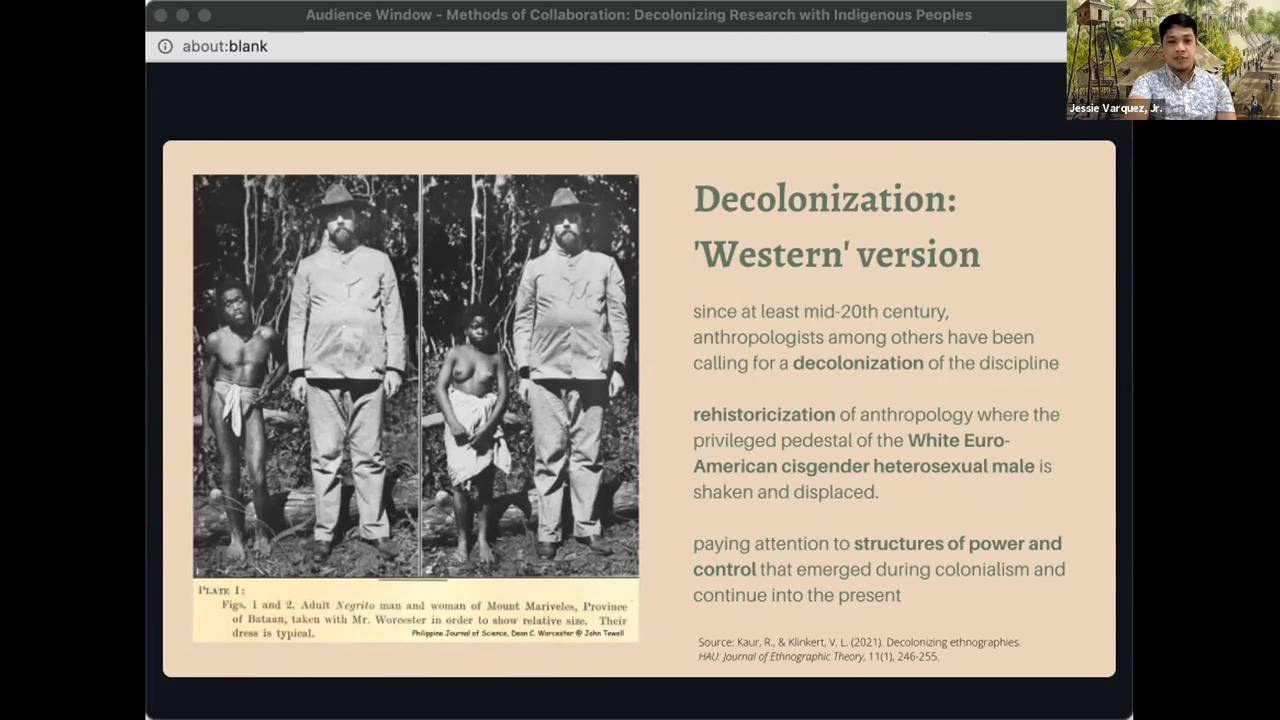 Audience Window - Methods of Collaboration: Decolonizing Research with Indigenous Peoples
about:blank
Jessie Varquez, Jr.
Decolonization:
'Western' version
since at least mid-20th century,
anthropologists among others have been
calling for a decolonization of the discipline
rehistoricization of anthropology where the
privileged pedestal of the White Euro-
American cisgender heterosexual male is
shaken and displaced.
paying attention to structures of power and
control that emerged during colonialism and
continue into the present
Source: Kaur, R., & Klinkert, V. L. (2021). Decolonizing ethnographies.
HAU: Journal of Ethnographic Theory, 11(1), 246-255.
1
2
PLATE 1:
Figs. 1 and 2. Adult Negrito man and woman of Mount Mariveles, Province
of Bataan, taken with Mr. Worcester in order to show relative size. Their
dress is typical.
Philippine Journal of Science, Dean C. Worcester @ John Tewell